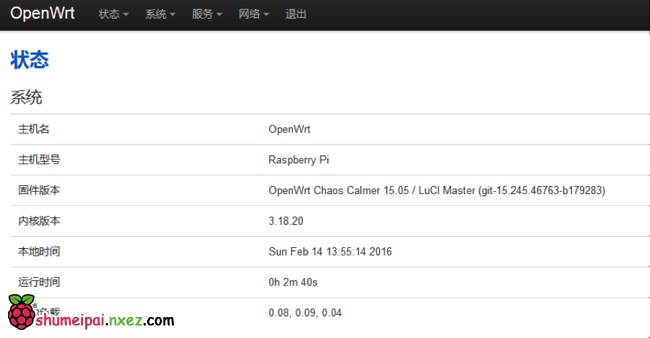 OpenWrt 状态 系统 服务 网络 退出
状态
系统
主机名 OpenWrt
主机型号 Raspberry Pi
固件版本 OpenWrt Chaos Calmer 15.05 / LuCI Master (git-15.245.46763-b179283)
内核版本 3.18.20
本地时间 Sun Feb 14 13:55:14 2016
运行时间 0h 2m 40s
负载 0.08, 0.09, 0.04
shumeipai.nxez.com